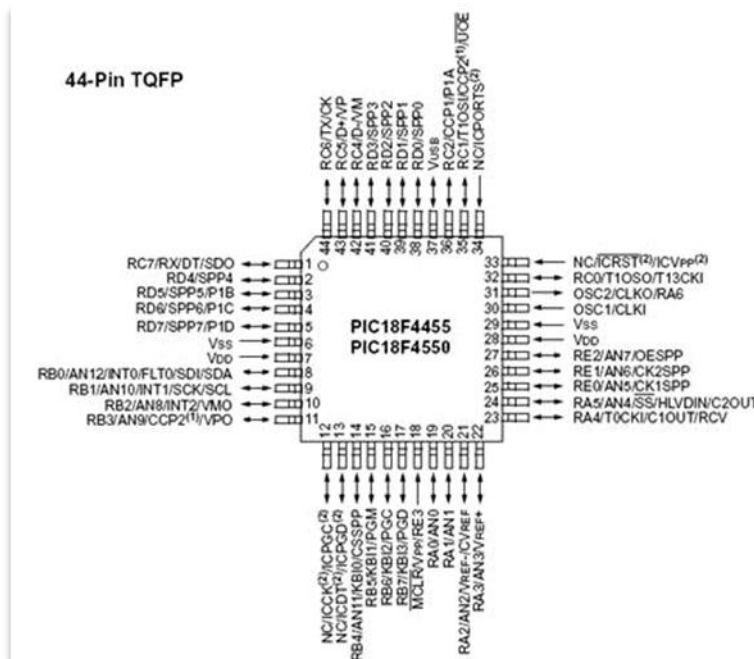 44-Pin TQFP
RC6/TX/CK
RC5/D+/VP
RC4/D-/VM
RD3/SPP3
RD2/SPP2
RD1/SPP1
RD0/SPP0
VUSB
RC2/CCP1/P1A
RC1/T1OSI/CCP2(1)/UOE
NC/ICPORTS(2)
44 43 42 41 40 39 38 37 36 35 34
RC7/RX/DT/SDO 1
RD4/SPP4 2
RD5/SPP5/P1B 3
RD6/SPP6/P1C 4
RD7/SPP7/P1D 5
VSS 6
VDD 7
RB0/AN12/INT0/FLT0/SDI/SDA 8
RB1/AN10/INT1/SCK/SCL 9
RB2/AN8/INT2/VMO 10
RB3/AN9/CCP2(1)/VPO 11
PIC18F4455
PIC18F4550
33 NC/ICRST(2)/ICVPP(2)
32 RC0/T1OSO/T13CKI
31 OSC2/CLKO/RA6
30 OSC1/CLKI
29 VSS
28 VDD
27 RE2/AN7/OESPP
26 RE1/AN6/CK2SPP
25 RE0/AN5/CK1SPP
24 RA5/AN4/SS/HLVDIN/C2OUT
23 RA4/T0CKI/C1OUT/RCV
12 13 14 15 16 17 18 19 20 21 22
NC/ICCK(2)/ICPGC(2)
NC/ICDT(2)/ICPGD(2)
RB4/AN11/KBI0/CSSPP
RB5/KBI1/PGM
RB6/KBI2/PGC
RB7/KBI3/PGD
MCLR/VPP/RE3
RA0/AN0
RA1/AN1
RA2/AN2/VREF-/CVREF
RA3/AN3/VREF+